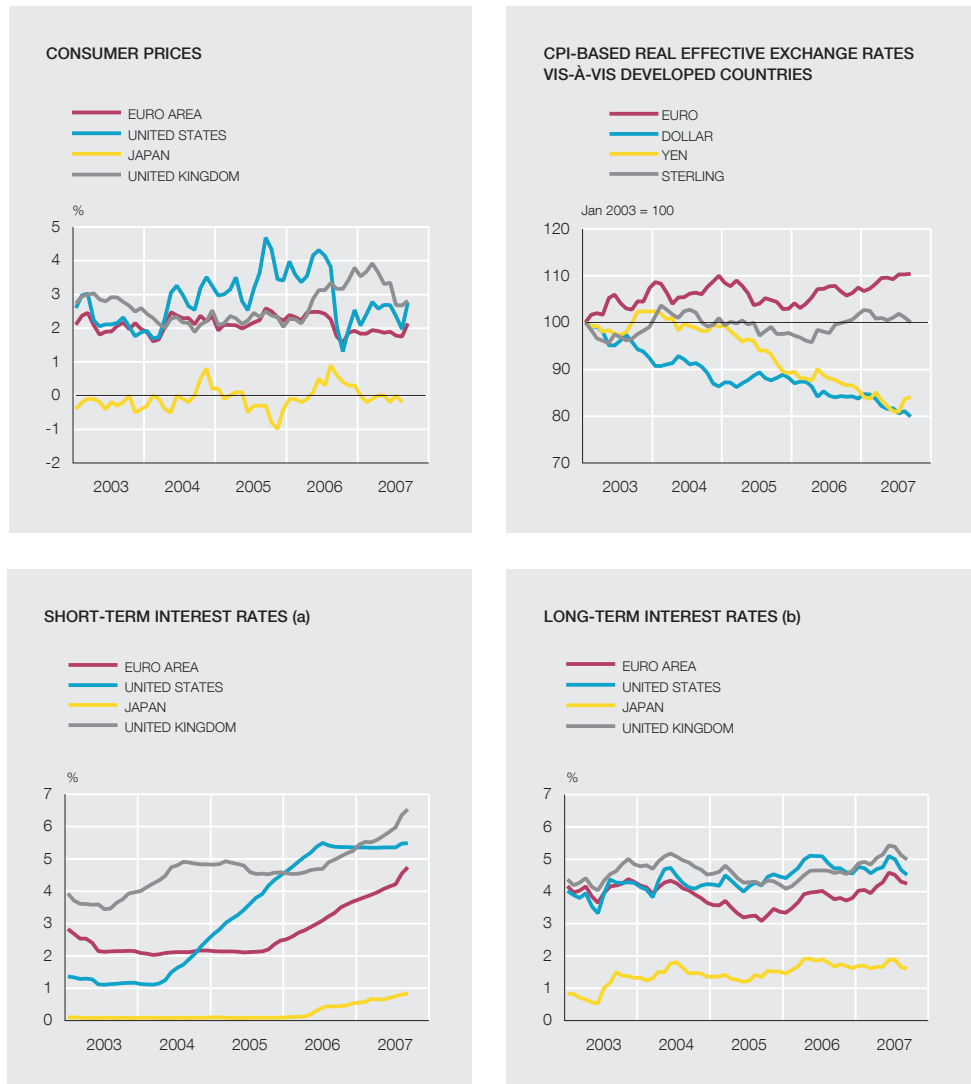 CONSUMER PRICES
EURO AREA
UNITED STATES
JAPAN
UNITED KINGDOM
%
5
4
3
2
1
0
-1
-2
2003 2004 2005 2006 2007
CPI-BASED REAL EFFECTIVE EXCHANGE RATES
VIS-À-VIS DEVELOPED COUNTRIES
EURO
DOLLAR
YEN
STERLING
Jan 2003 = 100
120
110
100
90
80
70
2003 2004 2005 2006 2007
SHORT-TERM INTEREST RATES (a)
EURO AREA
UNITED STATES
JAPAN
UNITED KINGDOM
%
7
6
5
4
3
2
1
0
2003 2004 2005 2006 2007
LONG-TERM INTEREST RATES (b)
EURO AREA
UNITED STATES
JAPAN
UNITED KINGDOM
%
7
6
5
4
3
2
1
0
2003 2004 2005 2006 2007